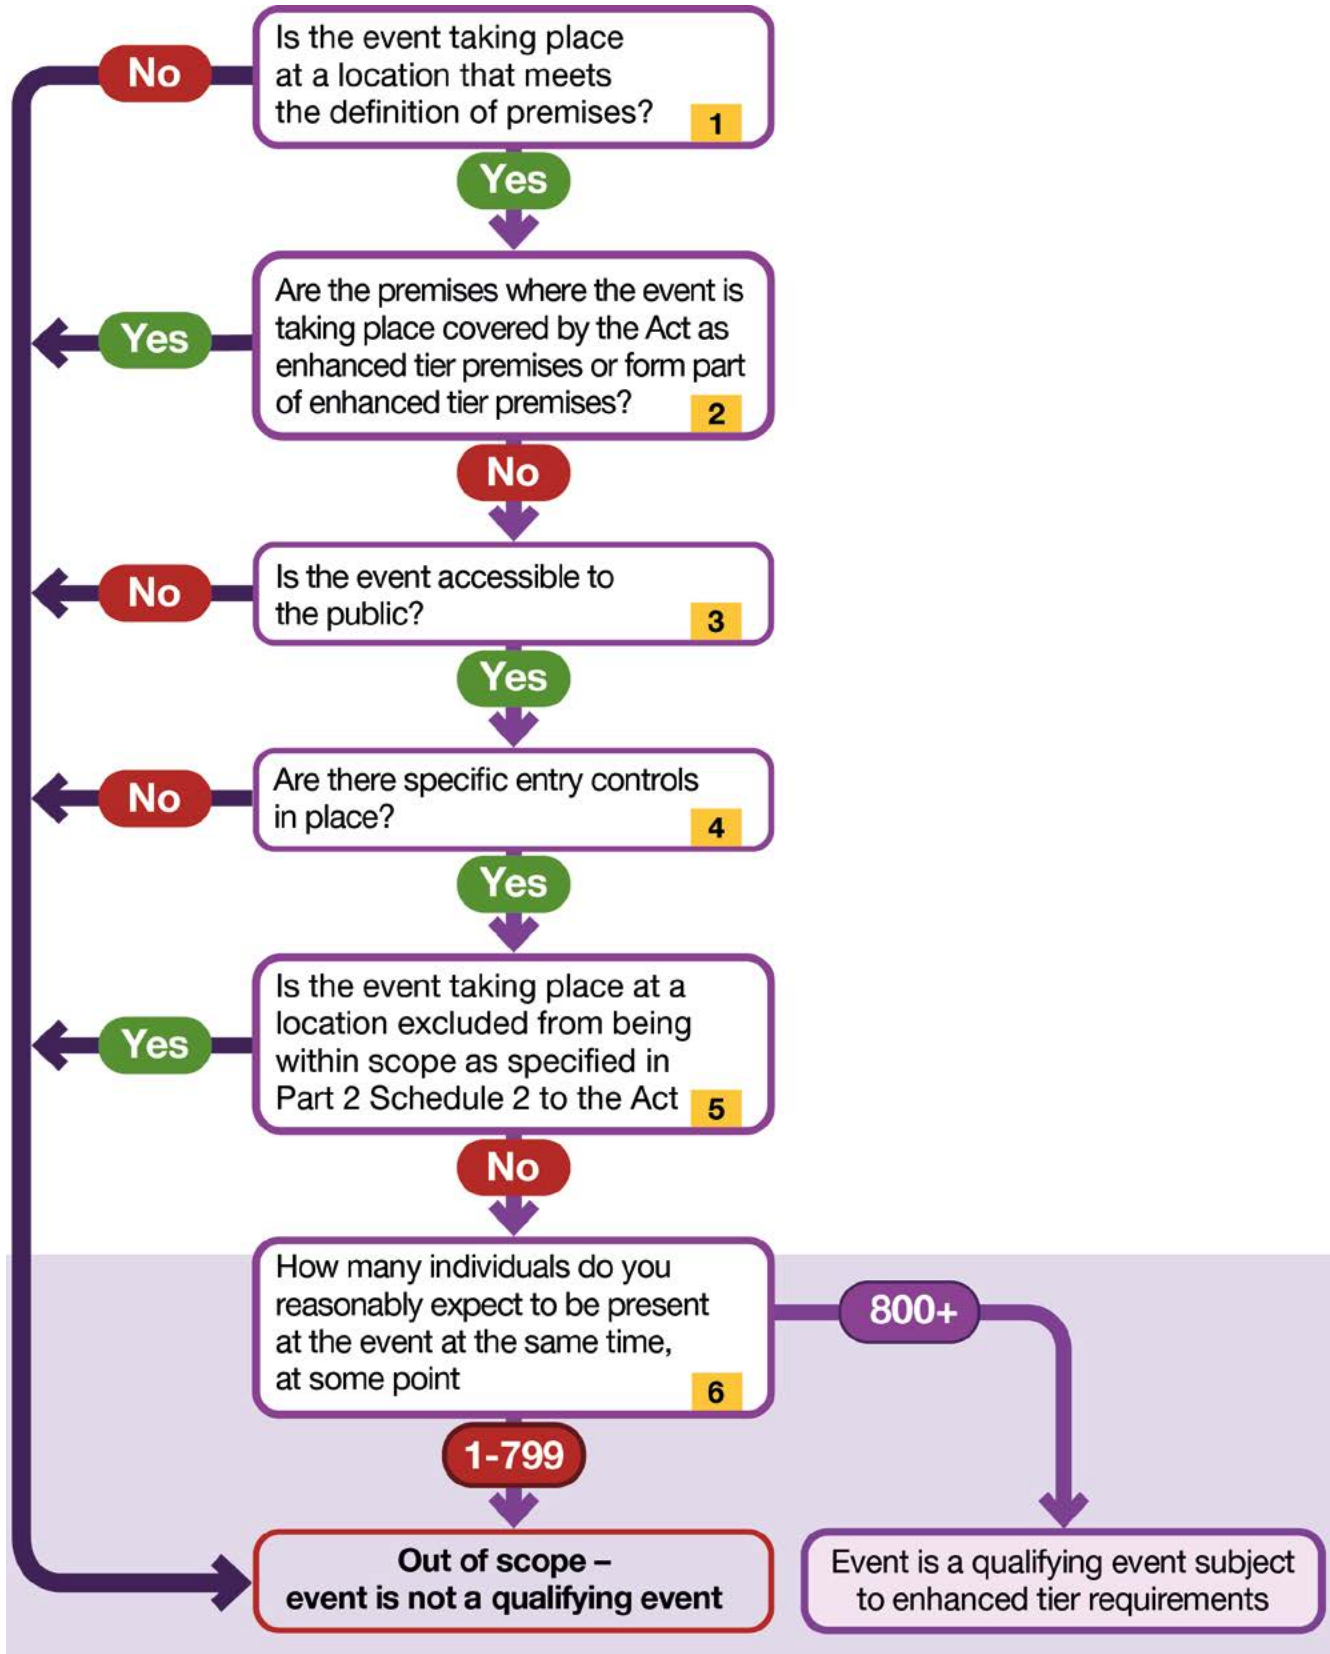 Is the event taking place
at a location that meets
the definition of premises?
1
No
Yes
Are the premises where the event is
taking place covered by the Act as
enhanced tier premises or form part
of enhanced tier premises?
2
Yes
No
Is the event accessible to
the public?
3
No
Yes
Are there specific entry controls
in place?
4
No
Yes
Is the event taking place at a
location excluded from being
within scope as specified in
Part 2 Schedule 2 to the Act
5
Yes
No
How many individuals do you
reasonably expect to be present
at the event at the same time,
at some point
6
800+
1-799
Out of scope –
event is not a qualifying event
Event is a qualifying event subject
to enhanced tier requirements